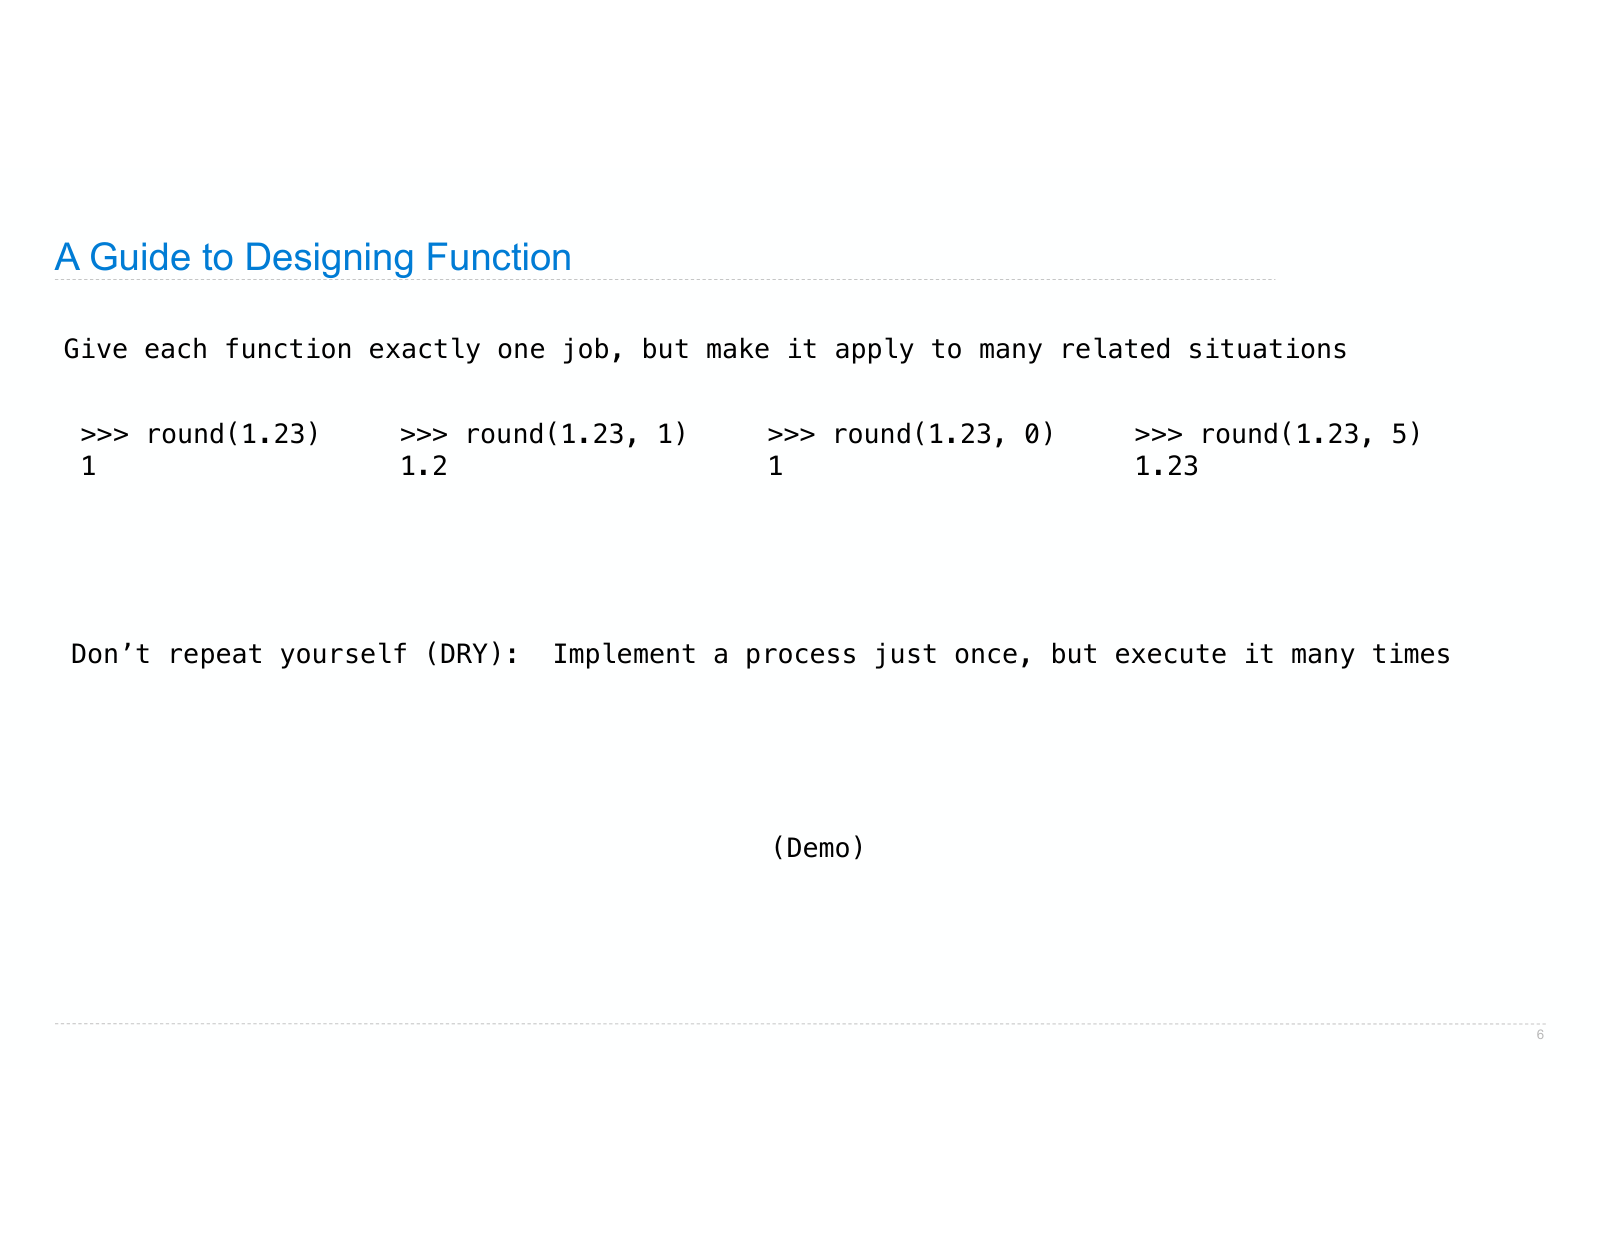 A Guide to Designing Function
Give each function exactly one job, but make it apply to many related situations
>>> round(1.23)     >>> round(1.23, 1)     >>> round(1.23, 0)     >>> round(1.23, 5)
1     1.2     1     1.23
Don’t repeat yourself (DRY):  Implement a process just once, but execute it many times
(Demo)
6